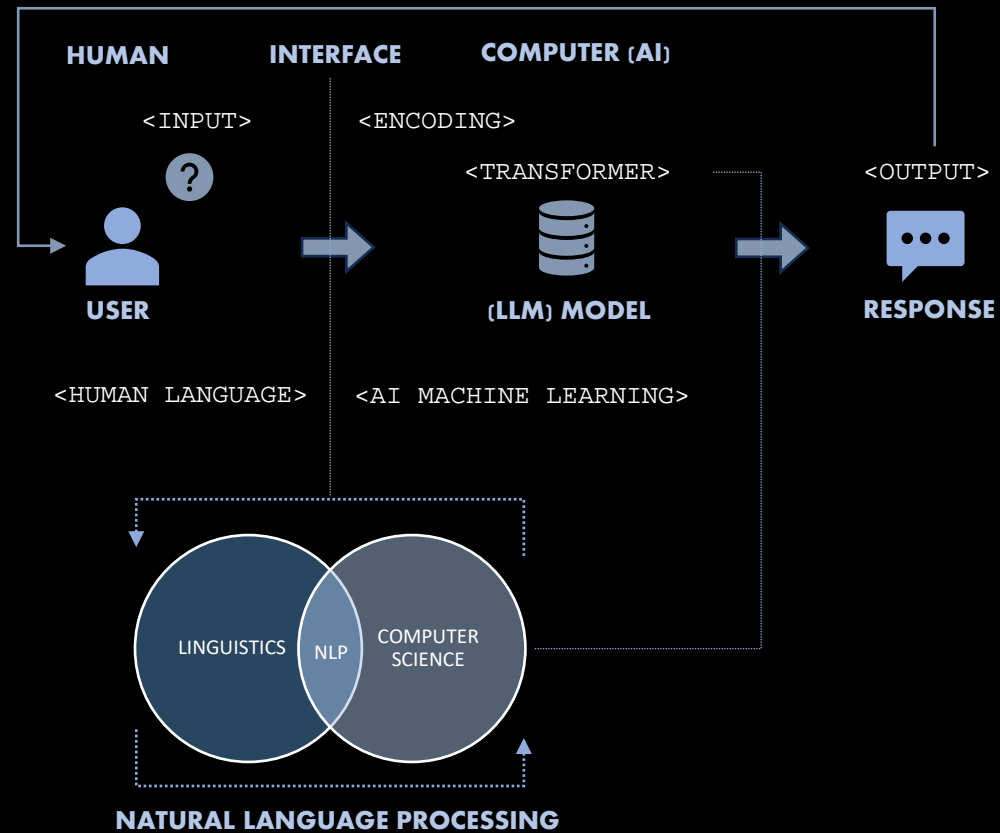 HUMAN
INTERFACE
COMPUTER (AI)
<INPUT>
<ENCODING>
?
<TRANSFORMER>
<OUTPUT>
USER
(LLM) MODEL
RESPONSE
<HUMAN LANGUAGE>
<AI MACHINE LEARNING>
LINGUISTICS
NLP
COMPUTER
SCIENCE
NATURAL LANGUAGE PROCESSING